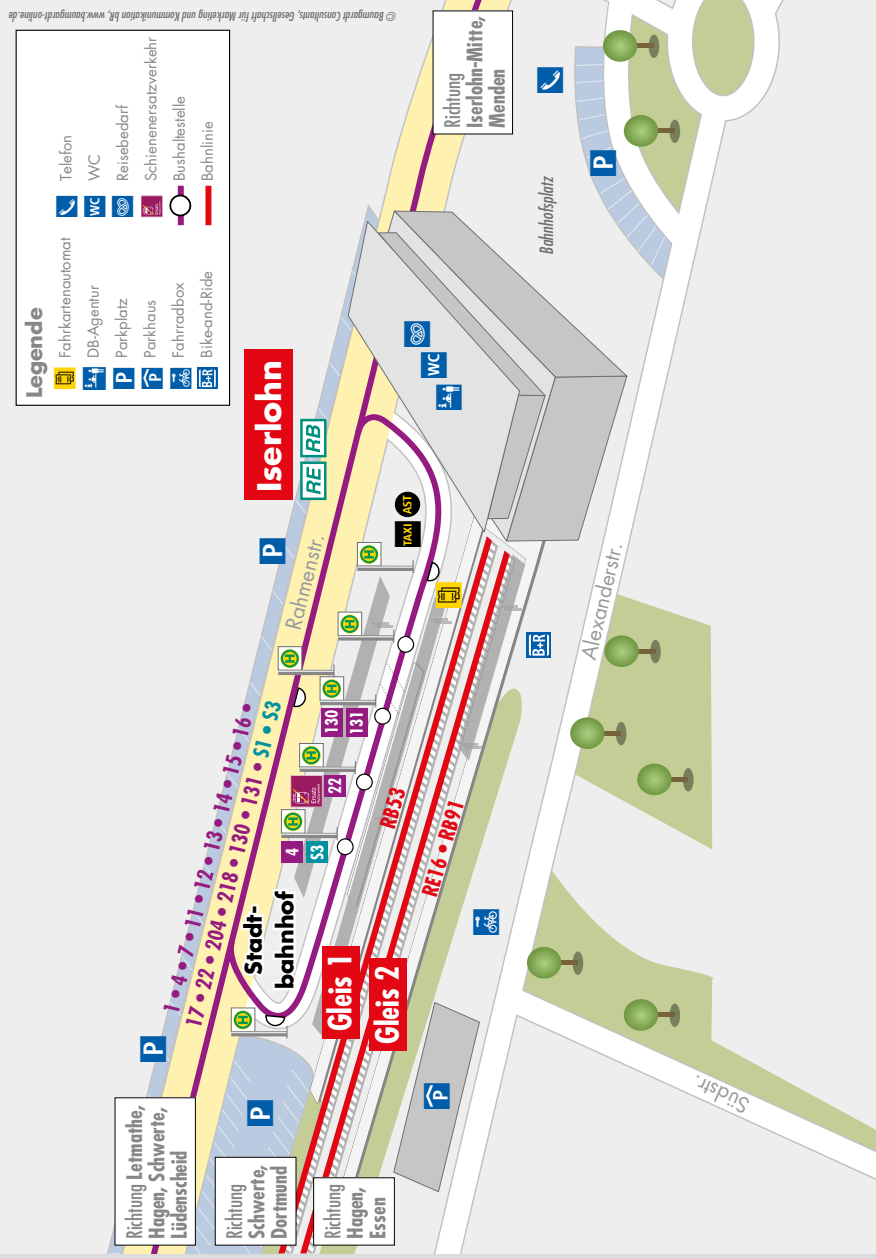 Legende
Fahrkartenautomat
DB-Agentur
P Parkplatz
P Parkhaus
Fahrradbox
B+R Bike-and-Ride
Telefon
WC WC
Reisebedarf
Schienenersatzverkehr
Bushaltestelle
Bahnlinie
© Baumgardt Consultants, Gesellschaft für Marketing und Kommunikation bR, www.baumgardt-online.de
Iserlohn
RE RB
Richtung Letmathe,
Hagen, Schwerte,
Lüdenscheid
Richtung
Schwerte,
Dortmund
Richtung
Hagen,
Essen
Richtung
Iserlohn-Mitte,
Menden
1 • 4 • 7 • 11 • 12 • 13 • 14 • 15 • 16 •
17 • 22 • 204 • 218 • 130 • 131 • S1 • S3
Rahmenstr.
P
P
P
Stadt-
bahnhof
H
H
H
H
H
H
H
4
S3
22
130
131
TAXI
AST
WC
Gleis 1
Gleis 2
RB53
RE16 • RB91
B+R
P
P
Bahnhofsplatz
Alexanderstr.
Südstr.